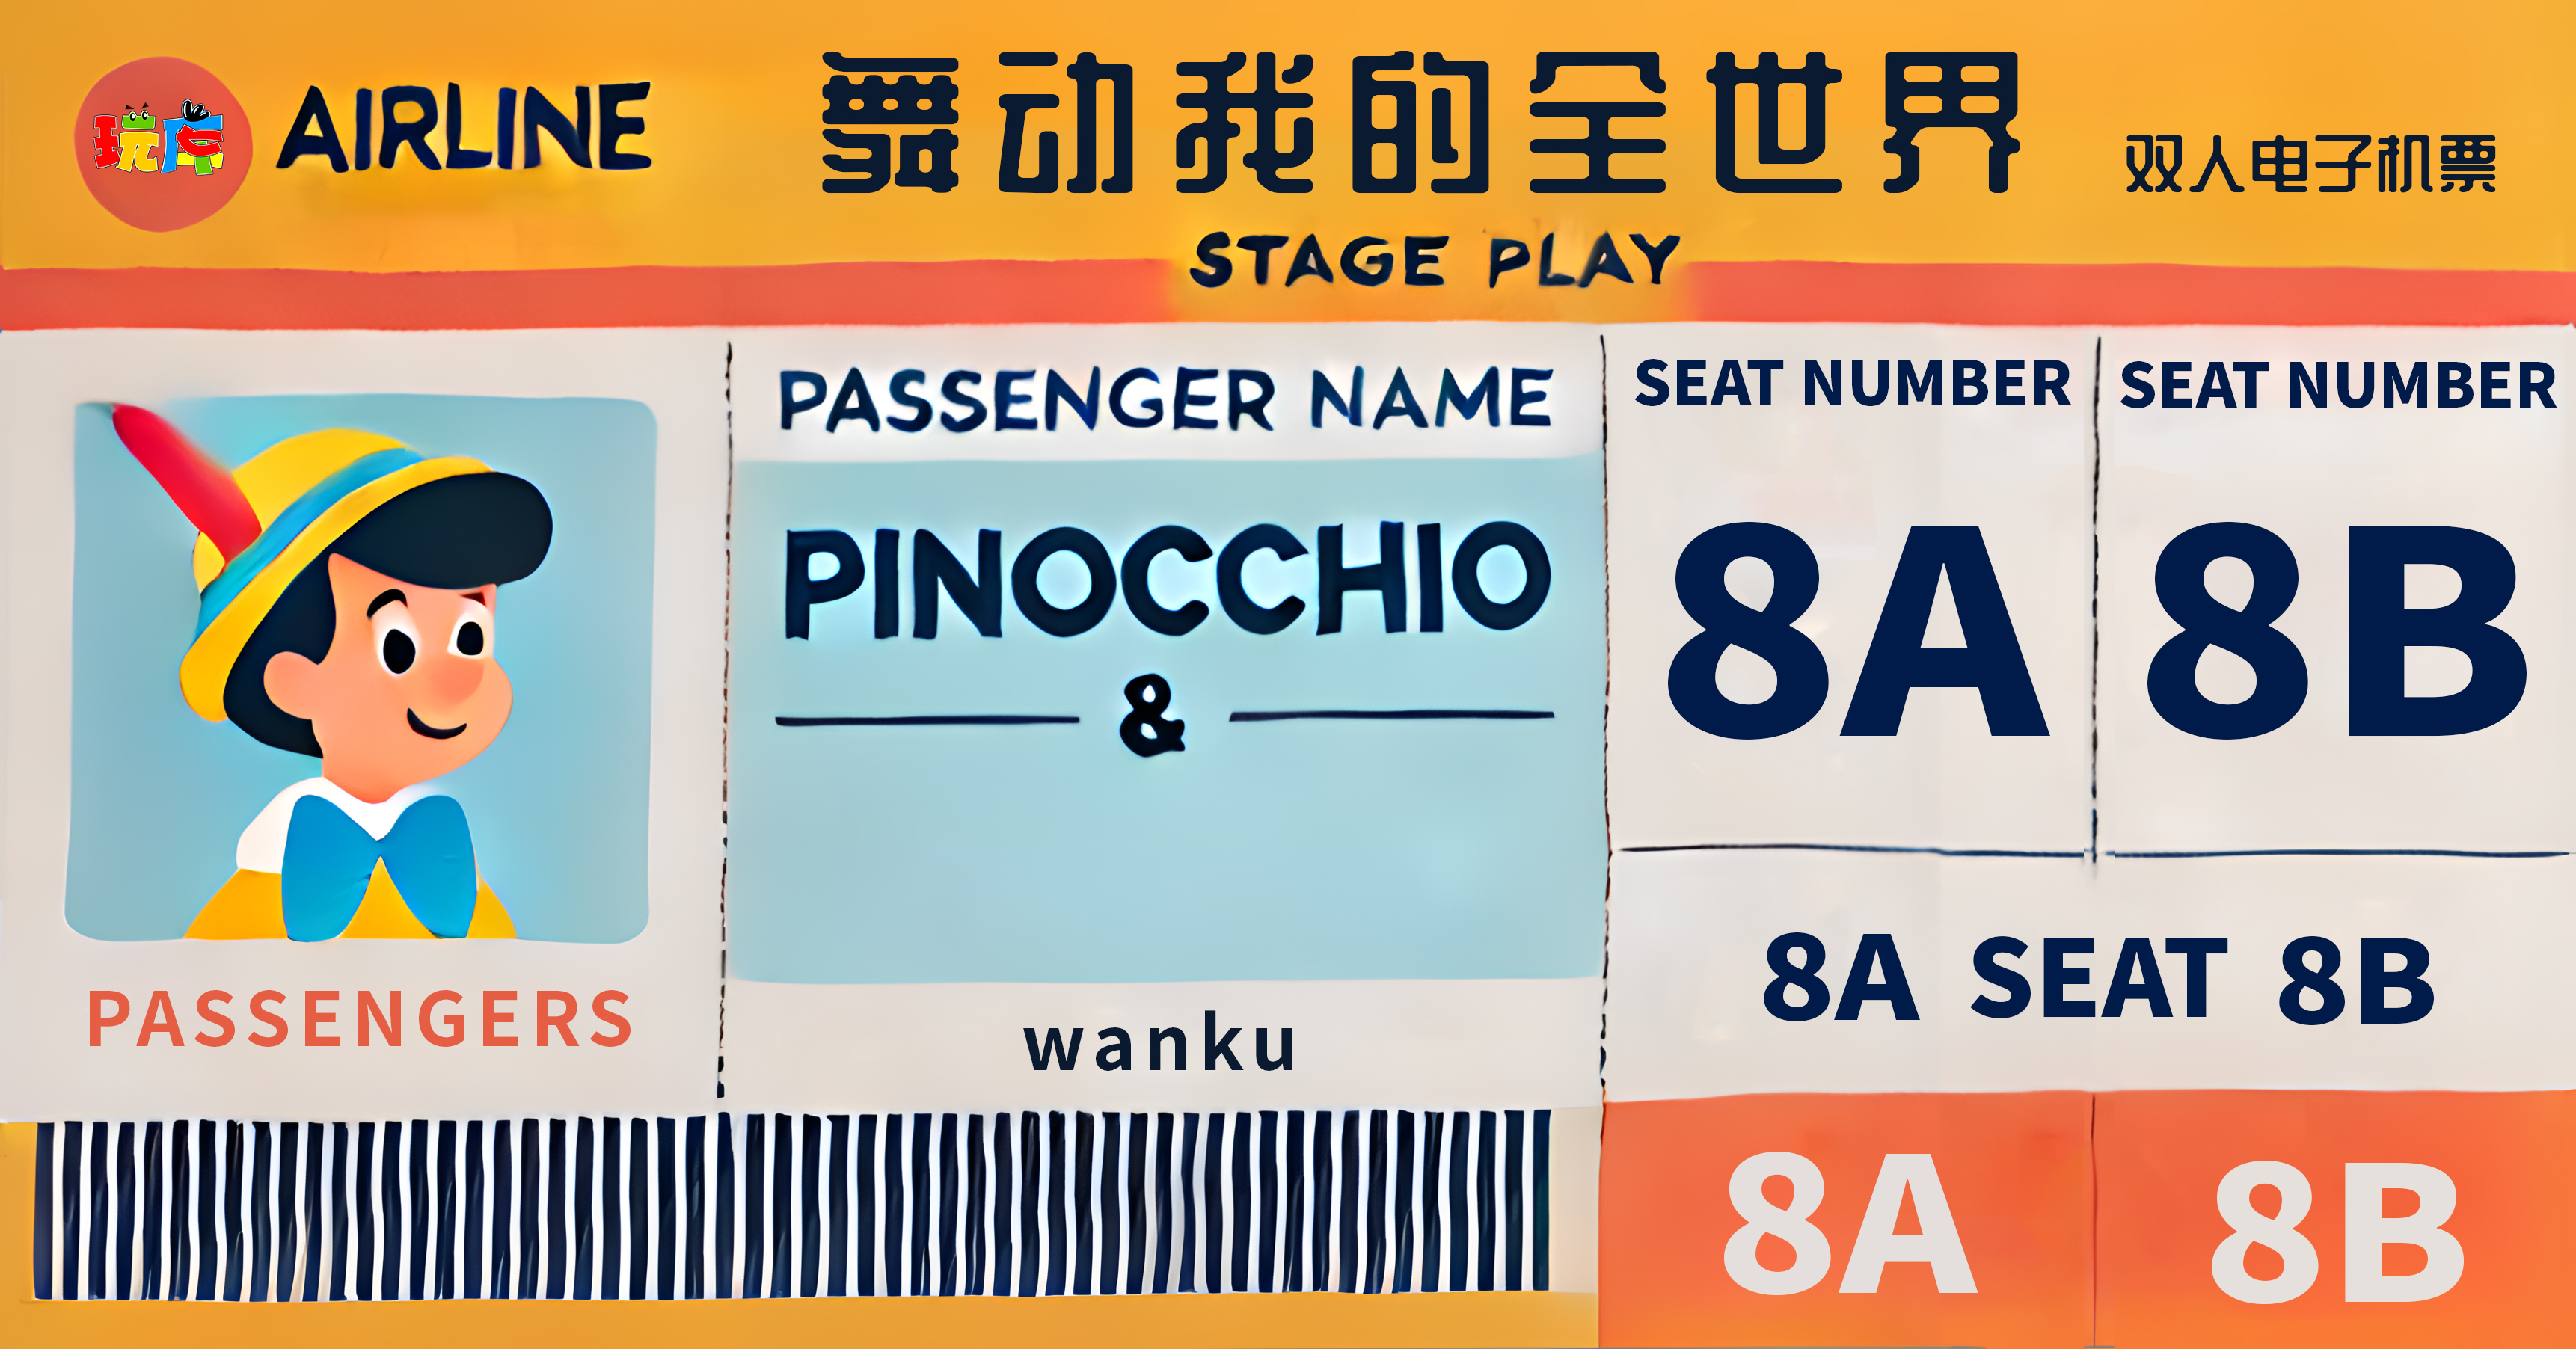 玩库 AIRLINE
舞动我的全世界
双人电子机票
STAGE PLAY
PASSENGER NAME
SEAT NUMBER
SEAT NUMBER
PINOCCHIO
&
8A
8B
8A SEAT 8B
PASSENGERS
wanku
8A
8B